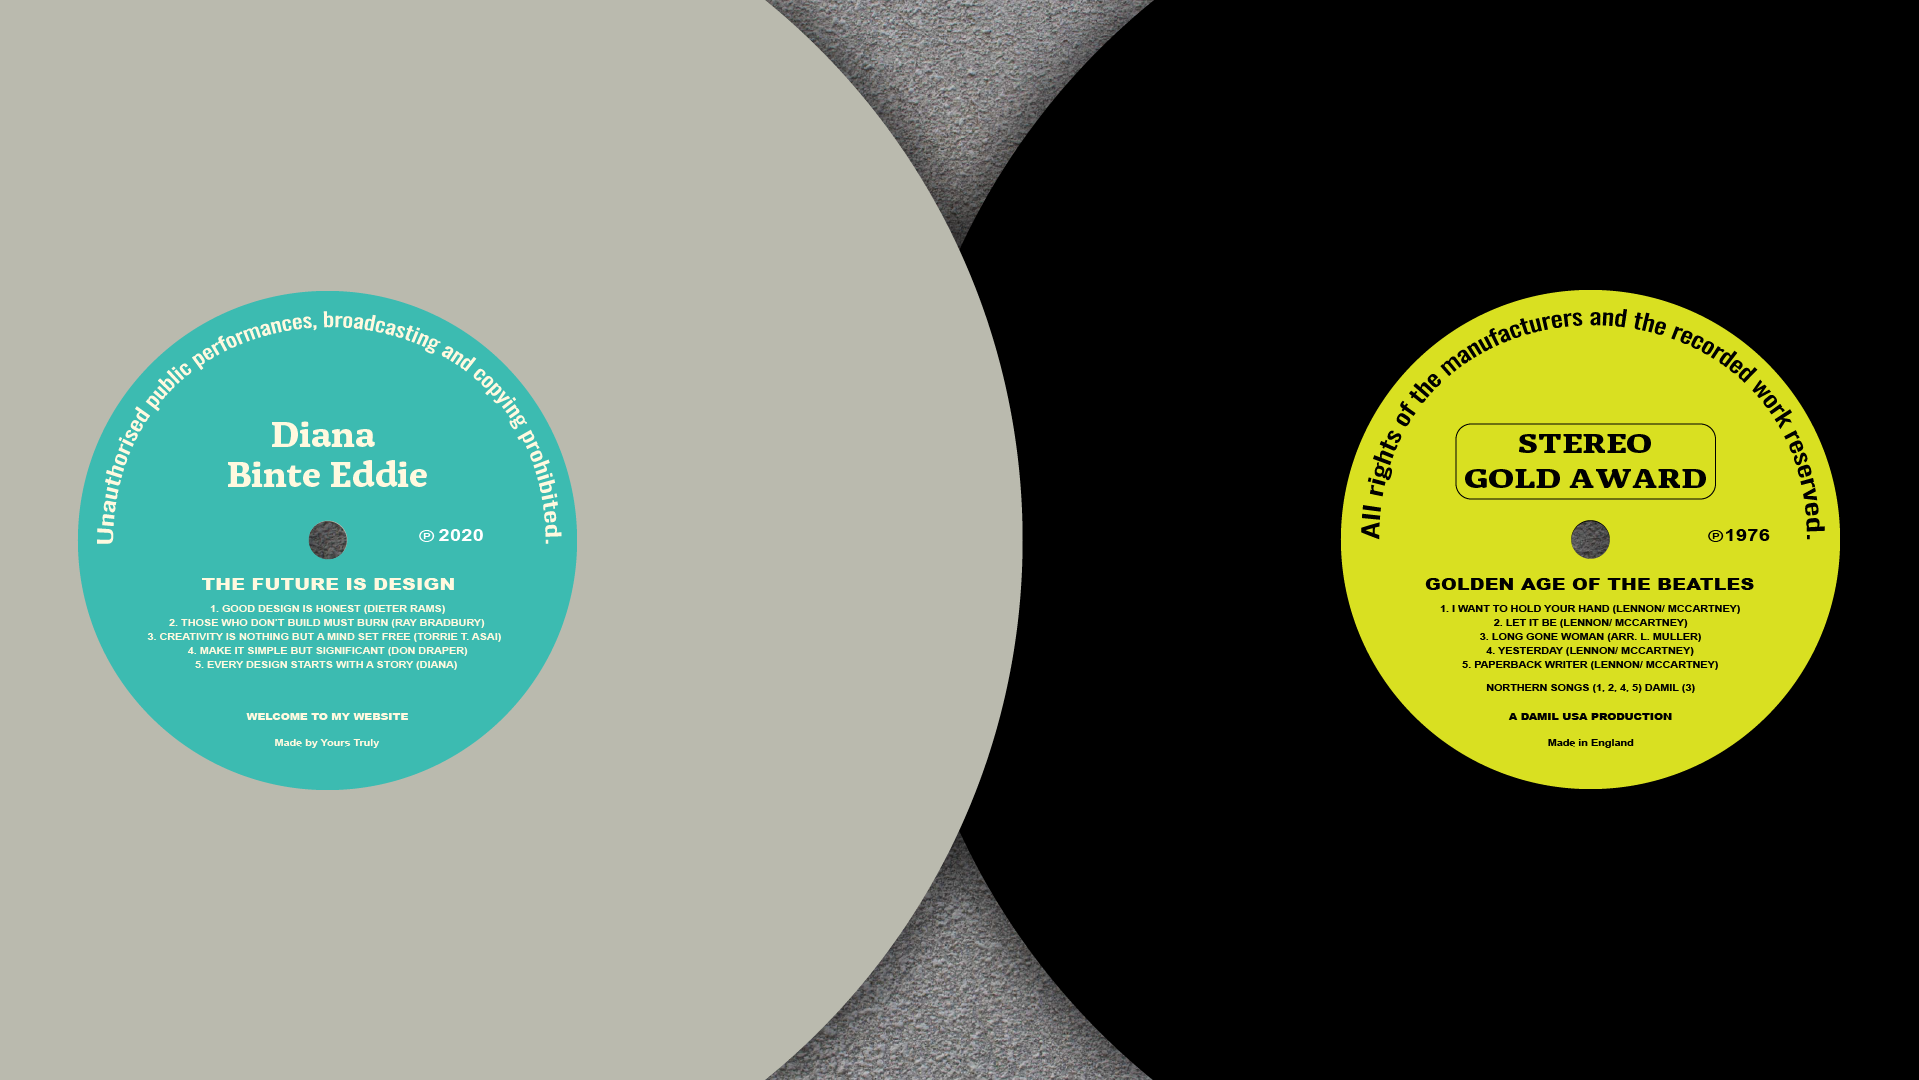 Unauthorised public performances, broadcasting and copying prohibited.
Diana
Binte Eddie
℗ 2020
THE FUTURE IS DESIGN
1. GOOD DESIGN IS HONEST (DIETER RAMS)
2. THOSE WHO DON'T BUILD MUST BURN (RAY BRADBURY)
3. CREATIVITY IS NOTHING BUT A MIND SET FREE (TORRIE T. ASAI)
4. MAKE IT SIMPLE BUT SIGNIFICANT (DON DRAPER)
5. EVERY DESIGN STARTS WITH A STORY (DIANA)
WELCOME TO MY WEBSITE
Made by Yours Truly
All rights of the manufacturers and the recorded work reserved.
STEREO
GOLD AWARD
℗1976
GOLDEN AGE OF THE BEATLES
1. I WANT TO HOLD YOUR HAND (LENNON/ MCCARTNEY)
2. LET IT BE (LENNON/ MCCARTNEY)
3. LONG GONE WOMAN (ARR. L. MULLER)
4. YESTERDAY (LENNON/ MCCARTNEY)
5. PAPERBACK WRITER (LENNON/ MCCARTNEY)
NORTHERN SONGS (1, 2, 4, 5) DAMIL (3)
A DAMIL USA PRODUCTION
Made in England